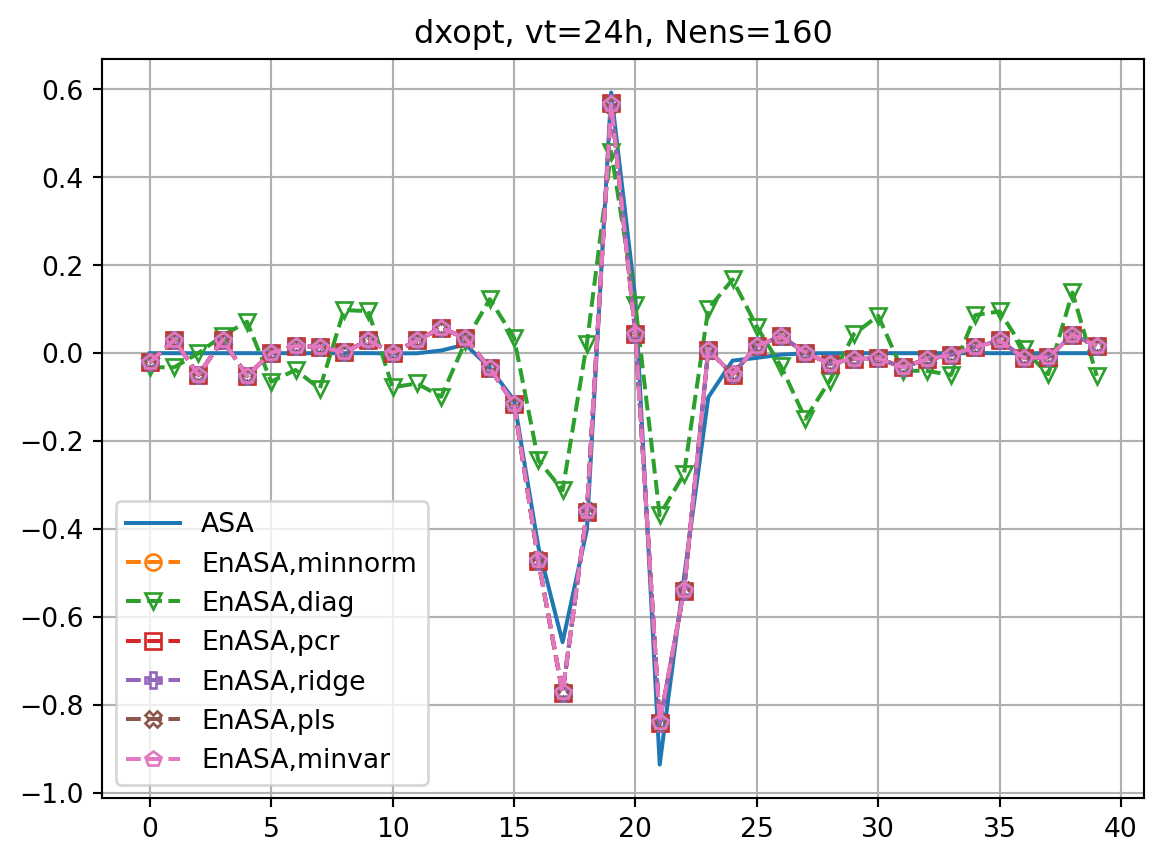 dxopt, vt=24h, Nens=160
0.6
0.4
0.2
0.0
−0.2
−0.4
−0.6
−0.8
−1.0
ASA
EnASA,minnorm
EnASA,diag
EnASA,pcr
EnASA,ridge
EnASA,pls
EnASA,minvar
0 5 10 15 20 25 30 35 40